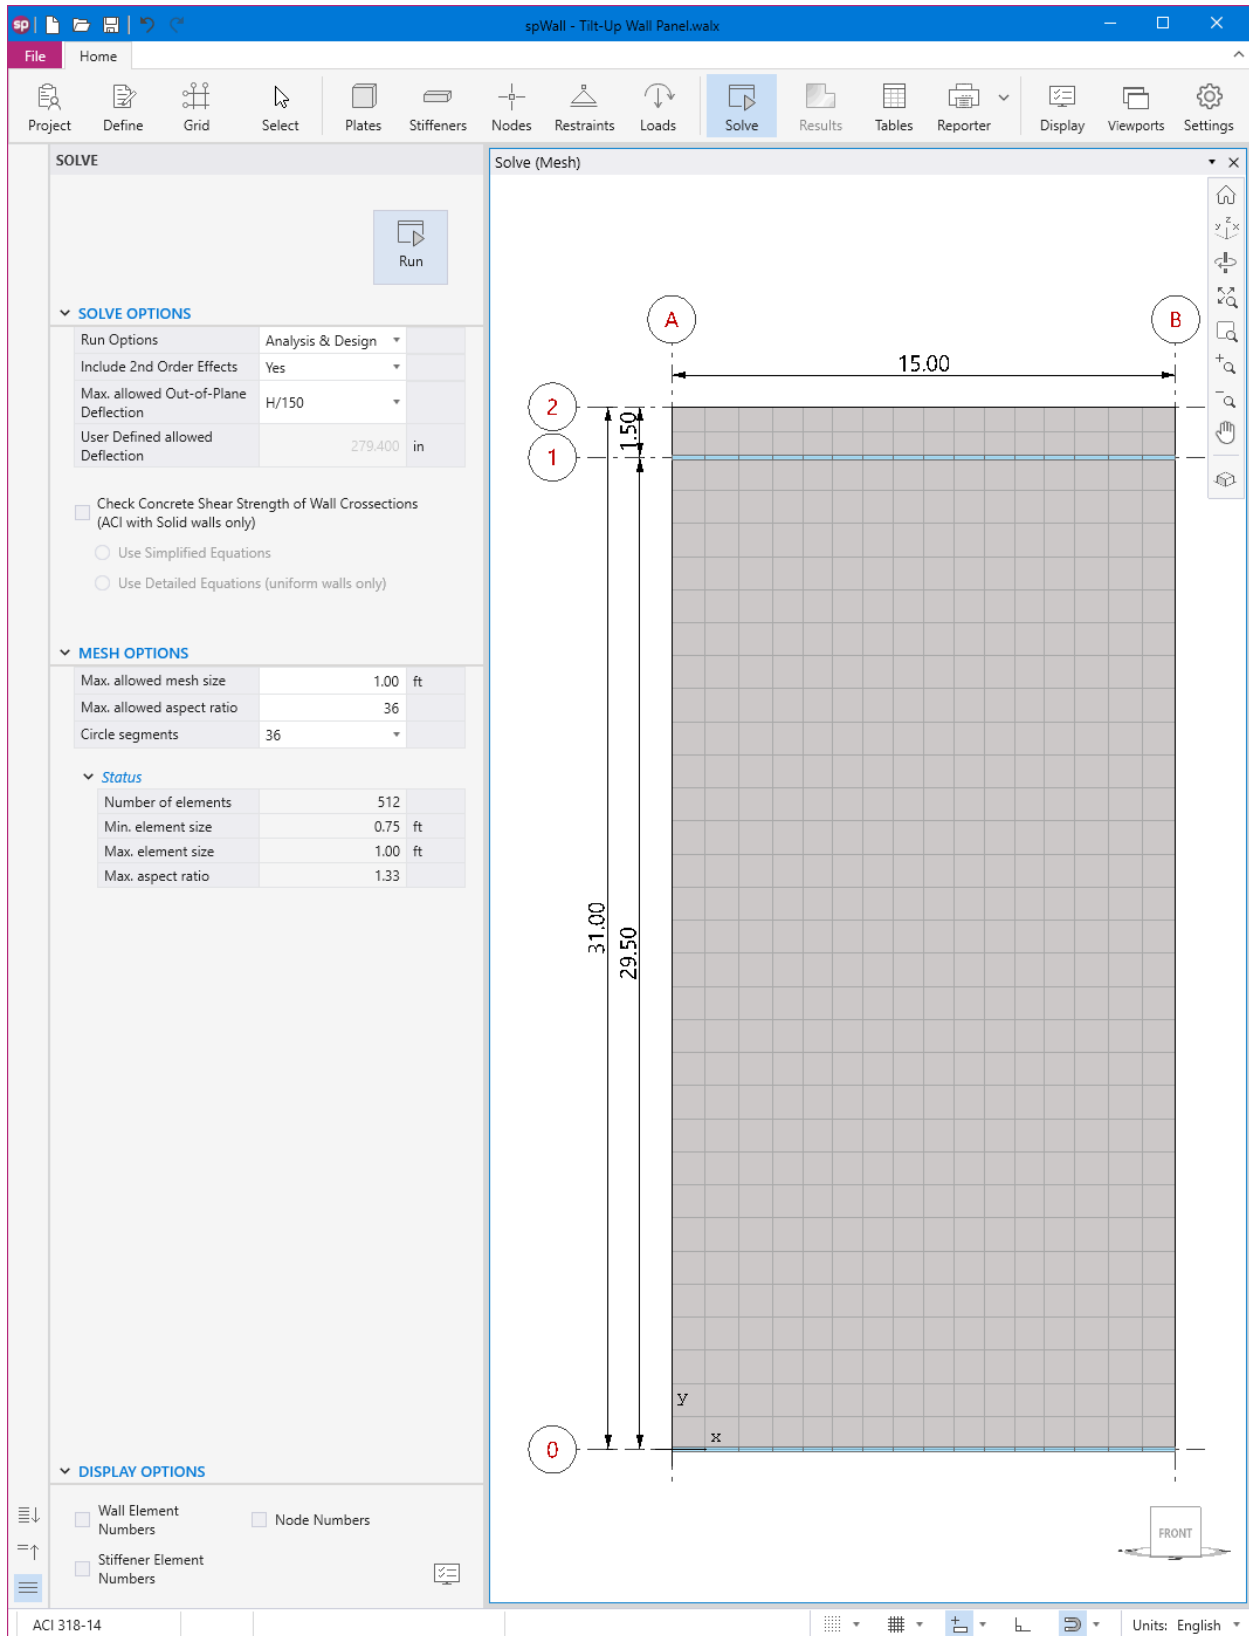 sp
spWall - Tilt-Up Wall Panel.walx
File
Home
Project
Define
Grid
Select
Plates
Stiffeners
Nodes
Restraints
Loads
Solve
Results
Tables
Reporter
Display
Viewports
Settings
SOLVE
Run
SOLVE OPTIONS
Run Options
Analysis & Design
Include 2nd Order Effects
Yes
Max. allowed Out-of-Plane
Deflection
H/150
User Defined allowed
Deflection
279.400 in
Check Concrete Shear Strength of Wall Crossections
(ACI with Solid walls only)
Use Simplified Equations
Use Detailed Equations (uniform walls only)
MESH OPTIONS
Max. allowed mesh size
1.00 ft
Max. allowed aspect ratio
36
Circle segments
36
Status
Number of elements
512
Min. element size
0.75 ft
Max. element size
1.00 ft
Max. aspect ratio
1.33
DISPLAY OPTIONS
Wall Element
Numbers
Node Numbers
Stiffener Element
Numbers
Solve (Mesh)
z
y x
A
B
15.00
2
1.50
1
31.00
29.50
y
x
0
FRONT
ACI 318-14
Units: English